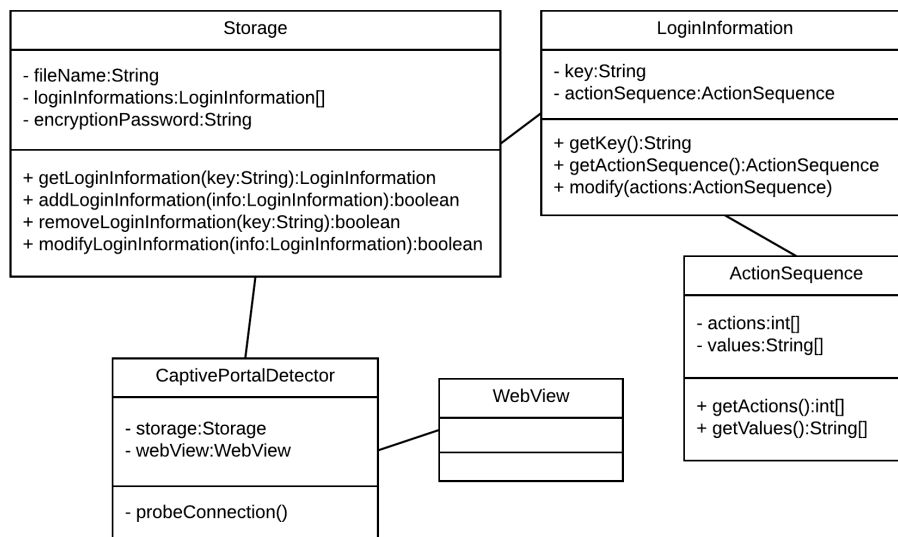 Storage
- fileName:String
- loginInformations:LoginInformation[]
- encryptionPassword:String
+ getLoginInformation(key:String):LoginInformation
+ addLoginInformation(info:LoginInformation):boolean
+ removeLoginInformation(key:String):boolean
+ modifyLoginInformation(info:LoginInformation):boolean
LoginInformation
- key:String
- actionSequence:ActionSequence
+ getKey():String
+ getActionSequence():ActionSequence
+ modify(actions:ActionSequence)
ActionSequence
- actions:int[]
- values:String[]
+ getActions():int[]
+ getValues():String[]
CaptivePortalDetector
- storage:Storage
- webView:WebView
- probeConnection()
WebView